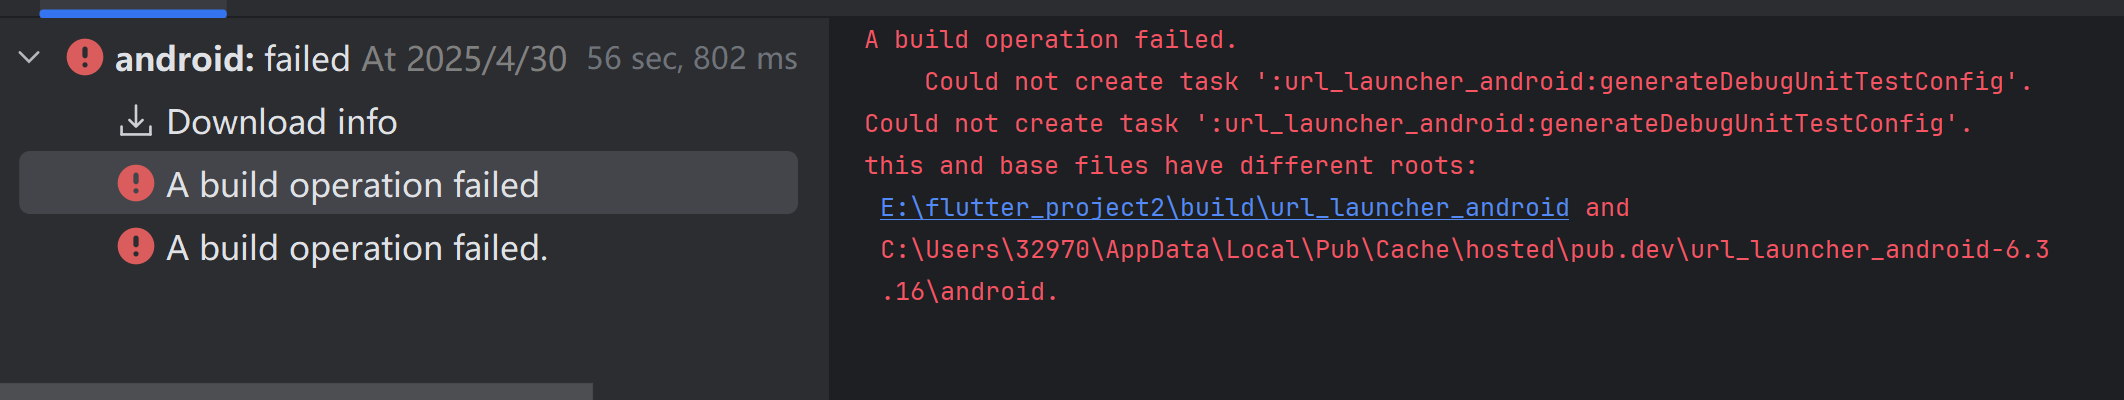 android: failed At 2025/4/30 56 sec, 802 ms
Download info
A build operation failed
A build operation failed.
A build operation failed.
Could not create task ':url_launcher_android:generateDebugUnitTestConfig'.
Could not create task ':url_launcher_android:generateDebugUnitTestConfig'.
this and base files have different roots:
E:\flutter_project2\build\url_launcher_android and
C:\Users\32970\AppData\Local\Pub\Cache\hosted\pub.dev\url_launcher_android-6.3
.16\android.